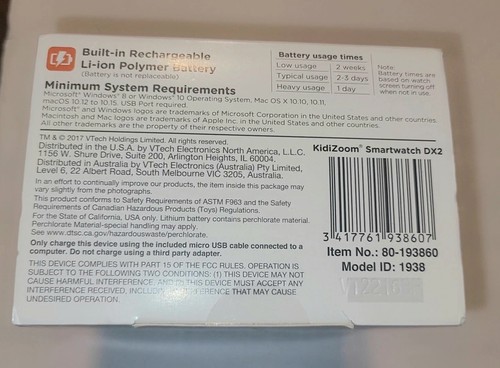 Built-in Rechargeable
Li-ion Polymer Battery
(Battery is not replaceable)
Battery usage times
Low usage 2 weeks
Typical usage 2-3 days
Heavy usage 1 day
Note:
Battery times are
based on watch
screen turning off
when not in use.
Minimum System Requirements
Microsoft® Windows® 8 or Windows® 10 Operating System, Mac OS X 10.10, 10.11,
macOS 10.12 to 10.15. USB Port required.
Microsoft and Windows logos are trademarks of Microsoft Corporation in the United States and other countries.
Macintosh and Mac logos are trademarks of Apple Inc. in the United States and other countries.
All other trademarks are the property of their respective owners.
TM & © 2017 VTech Holdings Limited. All rights reserved.
Distributed in the U.S.A. by VTech Electronics North America, L.L.C.
1156 W. Shure Drive, Suite 200, Arlington Heights, IL 60004.
Distributed in Australia by VTech Electronics (Australia) Pty Limited,
Level 6, 22 Albert Road, South Melbourne VIC 3205, Australia.
In an effort to continually improve our products, the item inside this package may
vary slightly from the photographs.
This product conforms to Safety Requirements of ASTM F963 and the Safety
Requirements of Canadian Hazardous Products (Toys) Regulations.
For the State of California, USA only. Lithium battery contains perchlorate material.
Perchlorate Material-special handling may apply.
See www.dtsc.ca.gov/hazardouswaste/perchlorate.
Only charge this device using the included micro USB cable connected to a
computer. Do not charge using a third party adapter.
THIS DEVICE COMPLIES WITH PART 15 OF THE FCC RULES. OPERATION IS
SUBJECT TO THE FOLLOWING TWO CONDITIONS: (1) THIS DEVICE MAY NOT
CAUSE HARMFUL INTERFERENCE, AND (2) THIS DEVICE MUST ACCEPT ANY
INTERFERENCE RECEIVED, INCLUDING INTERFERENCE THAT MAY CAUSE
UNDESIRED OPERATION.
KidiZoom® Smartwatch DX2
3 417761 938607
Item No.: 80-193860
Model ID: 1938